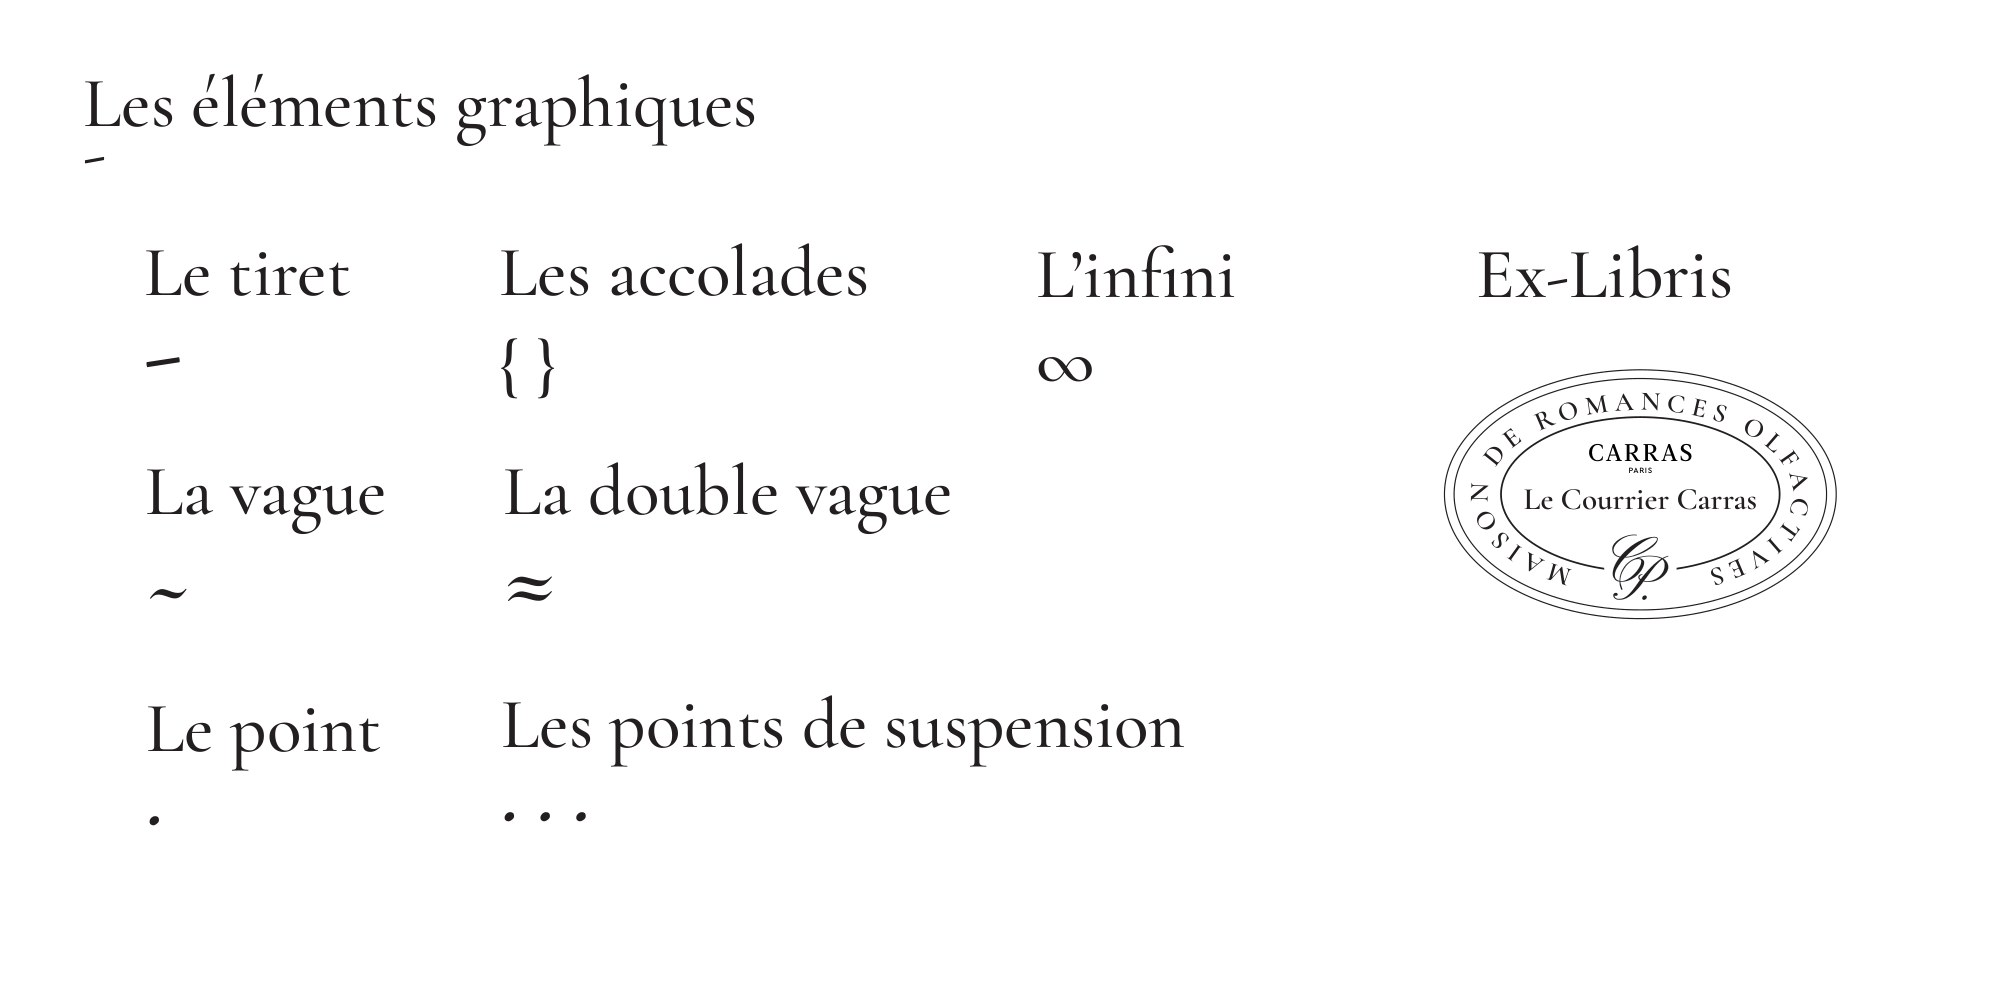 Les éléments graphiques
–
Le tiret
–
Les accolades
{ }
L’infini
∞
Ex-Libris
MAISON DE ROMANCES OLFACTIVES
CARRAS
PARIS
Le Courrier Carras
CP.
La vague
~
La double vague
≈
Le point
.
Les points de suspension
. . .